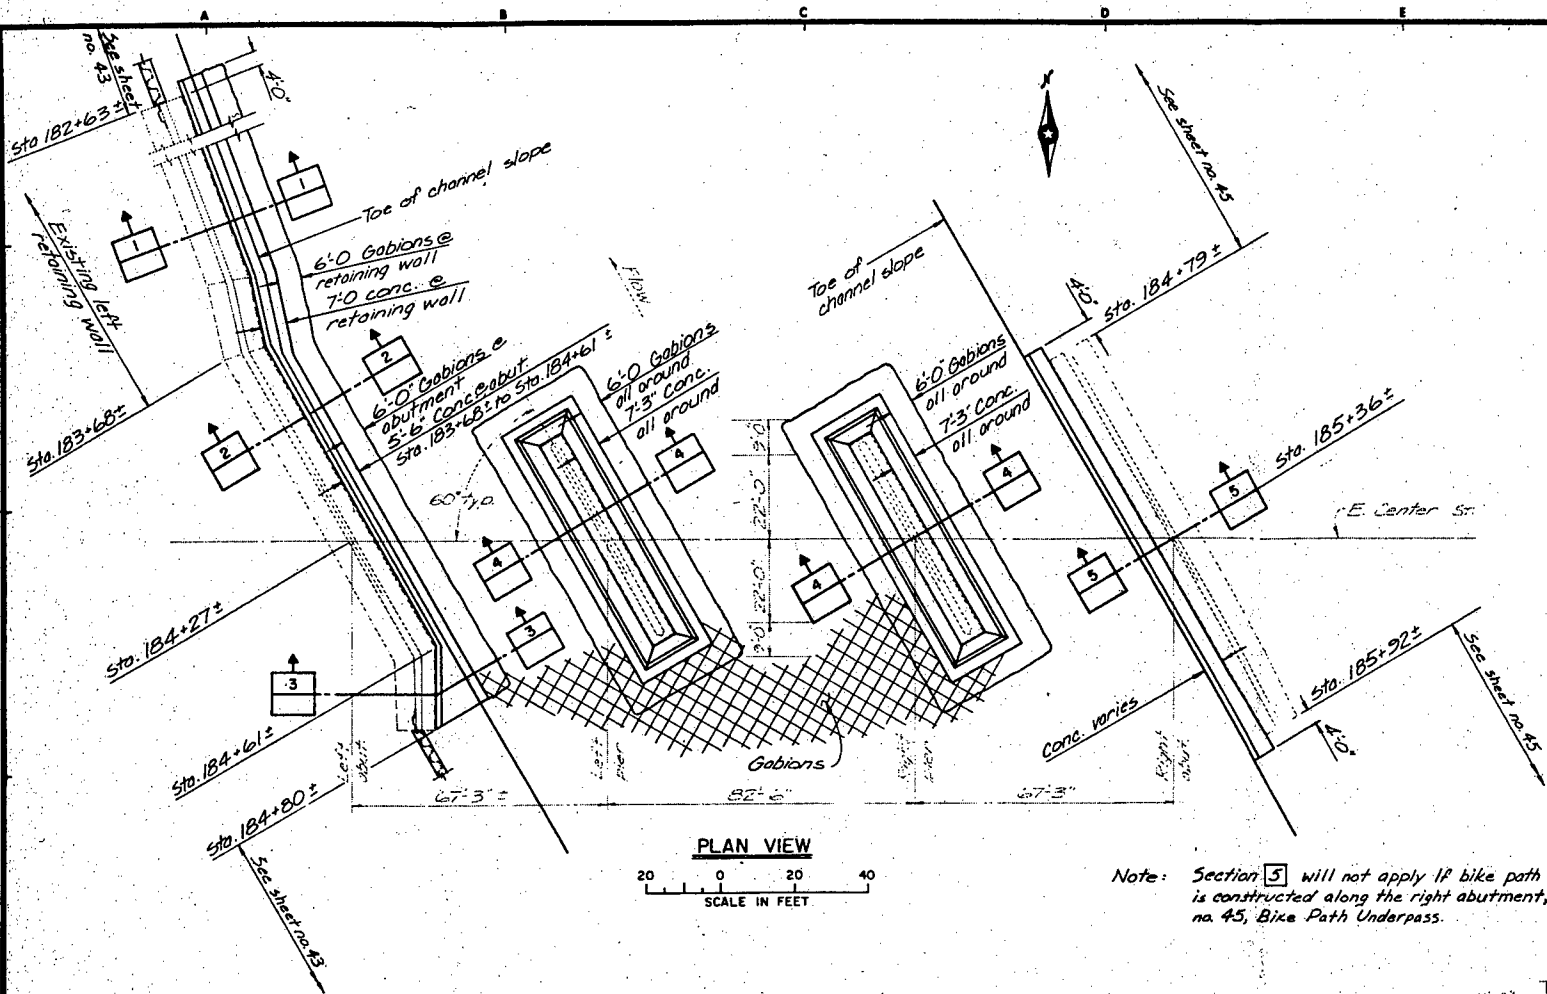 A
B
C
D
E
See sheet
no. 43
Sta 182+63 ±
4'-0"
N
See sheet no. 45
1
1
Toe of channel slope
Existing left
retaining wall
6'-0 Gabions @
retaining wall
7'-0 conc. @
retaining wall
Flow
Toe of
channel slope
4'-0"
Sta. 184+79 ±
2
2
6'-0" Gabions @
abutment
5'-6" Conc @ abut.
Sta. 183+68 ± to Sta. 184+61 ±
6'-0 Gabions
all around
7'-3" Conc.
all around
6'-0" Gabions
all around
7'-3" Conc.
all around
Sta. 183+68 ±
Sta. 185+36 ±
60° typ.
9'-0"
22'-0"
22'-0"
9'-0"
4
4
4
4
5
5
E. Center St.
3
3
Sta. 184+27 ±
Sta. 184+61 ±
Sta. 184+80 ±
See sheet no. 43
Left
abut
Left
pier
Right
pier
Right
abut
Gabions
Conc. varies
Sta. 185+92 ±
4'-0"
See sheet no. 45
67'-3" ±
82'-6"
67'-3"
PLAN VIEW
20 0 20 40
SCALE IN FEET
Note: Section 5 will not apply if bike path
is constructed along the right abutment,
no. 45, Bike Path Underpass.